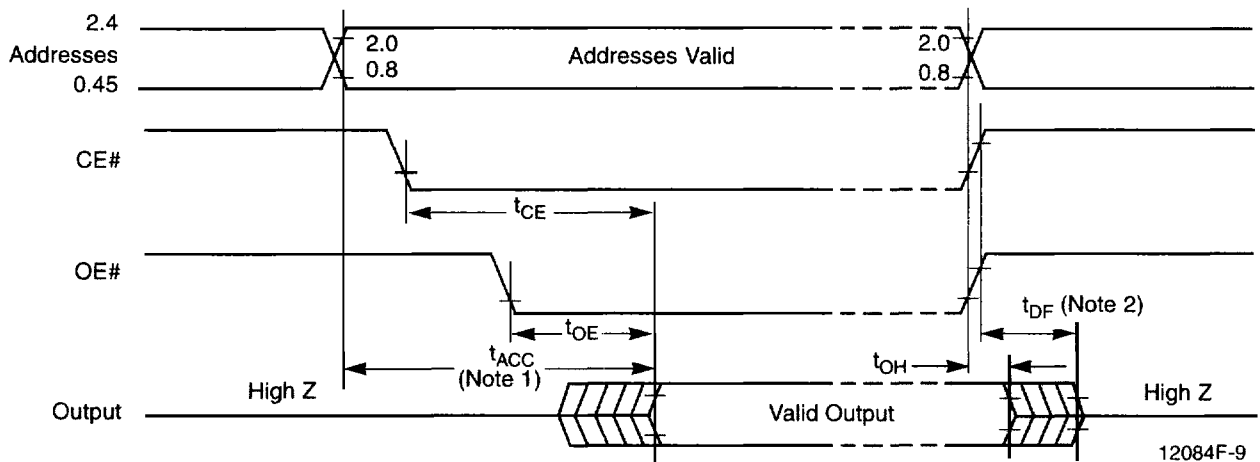 2.4
Addresses
0.45
2.0
0.8
Addresses Valid
2.0
0.8
CE#
tCE
OE#
tOE
tDF (Note 2)
tACC
(Note 1)
tOH
Output
High Z
Valid Output
High Z
12084F-9